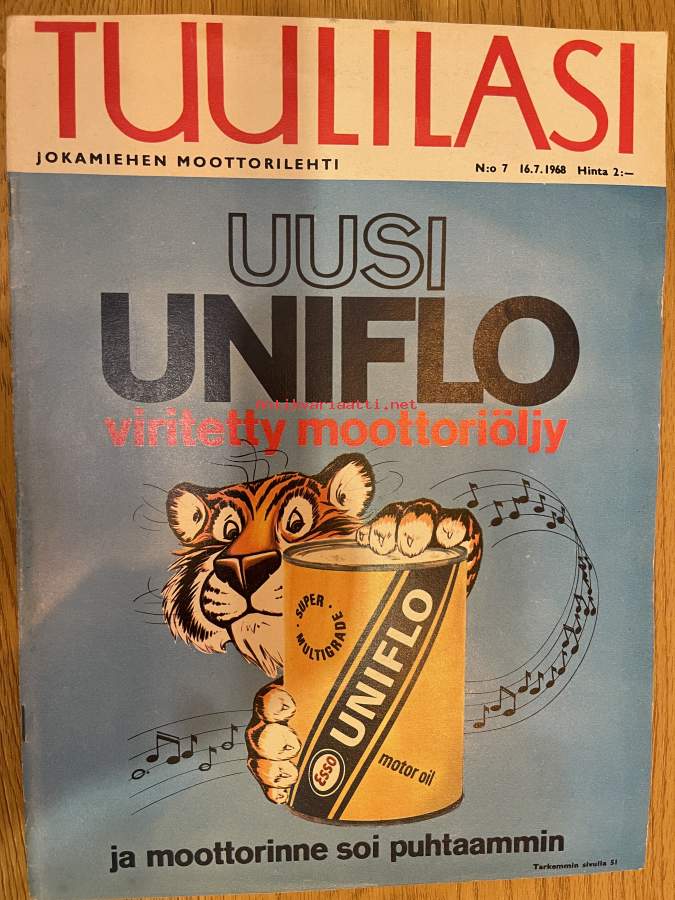 TUULILASI
JOKAMIEHEN MOOTTORILEHTI
N:o 7 16.7.1968 Hinta 2:—
UUSI
UNIFLO
antikvariaatti.net
viritetty moottoriöljy
· SUPER ·
MULTIGRADE
UNIFLO
Esso
motor oil
ja moottorinne soi puhtaammin
Tarkemmin sivulla 51